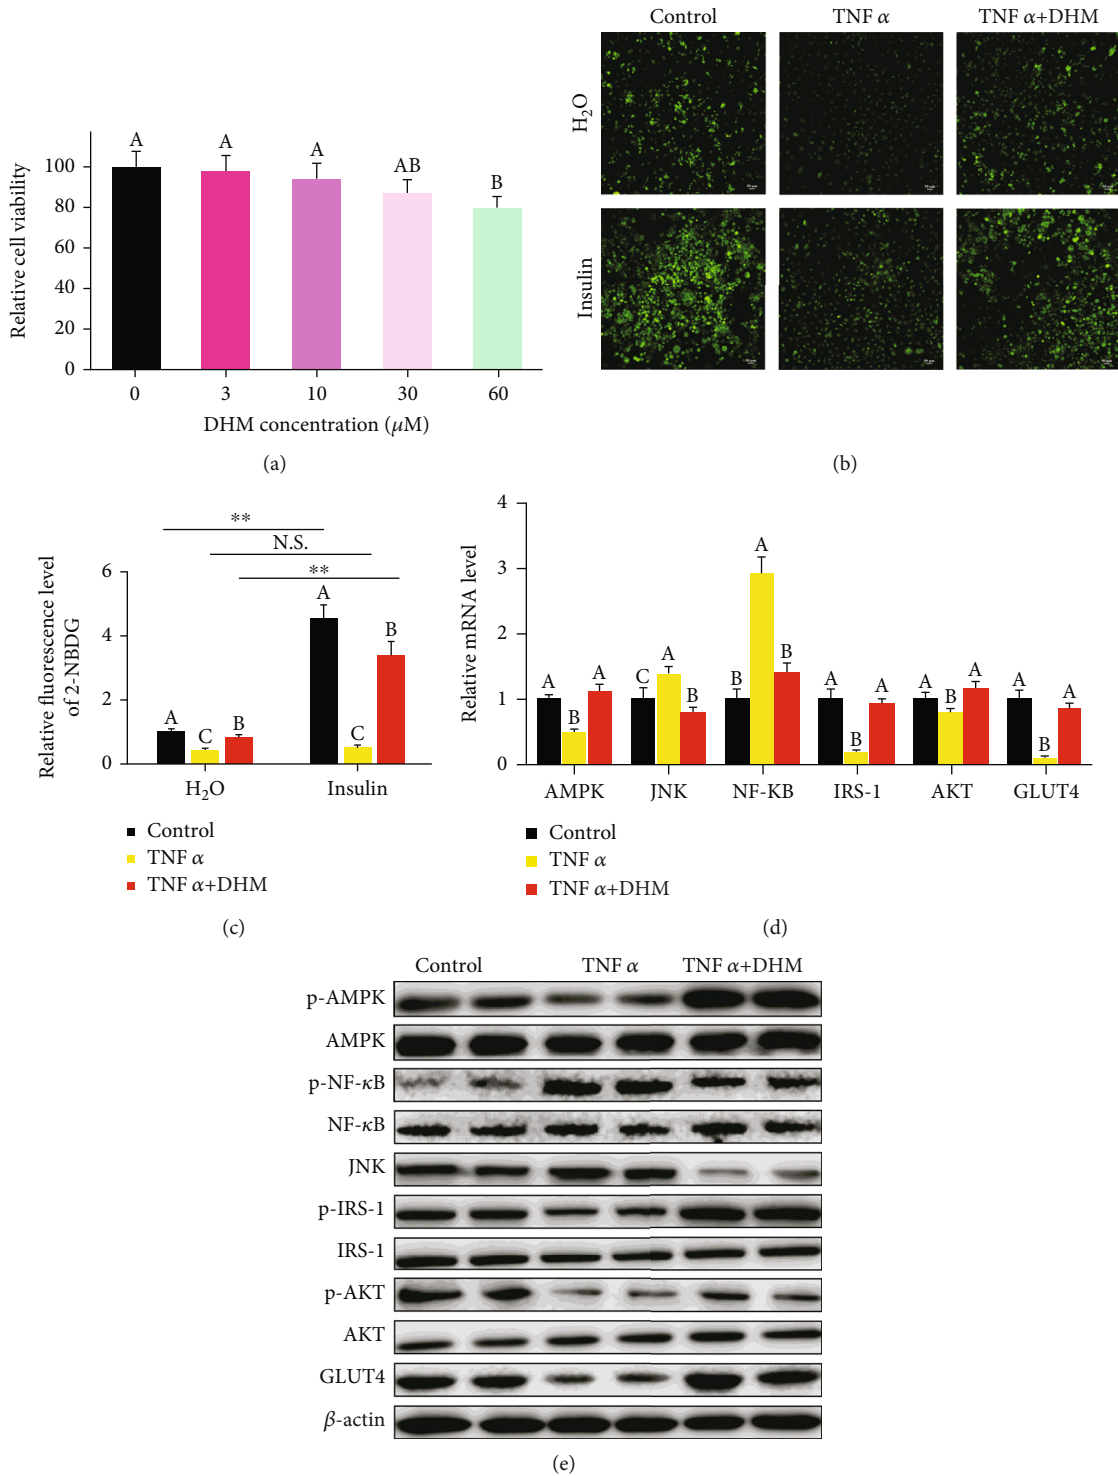 A
A
A
AB
B
100
80
60
40
20
0
Relative cell viability
0 3 10 30 60
DHM concentration (μM)
(a)
Control TNF α TNF α+DHM
H₂O
Insulin
(b)
**
N.S.
**
6
4
2
0
Relative fluorescence level
of 2-NBDG
A C B A C B
H₂O Insulin
Control
TNF α
TNF α+DHM
(c)
4
3
2
1
0
Relative mRNA level
A B A C A B B A B A B A A B A A B A
AMPK JNK NF-KB IRS-1 AKT GLUT4
Control
TNF α
TNF α+DHM
(d)
Control TNF α TNF α+DHM
p-AMPK
AMPK
p-NF-κB
NF-κB
JNK
p-IRS-1
IRS-1
p-AKT
AKT
GLUT4
β-actin
(e)